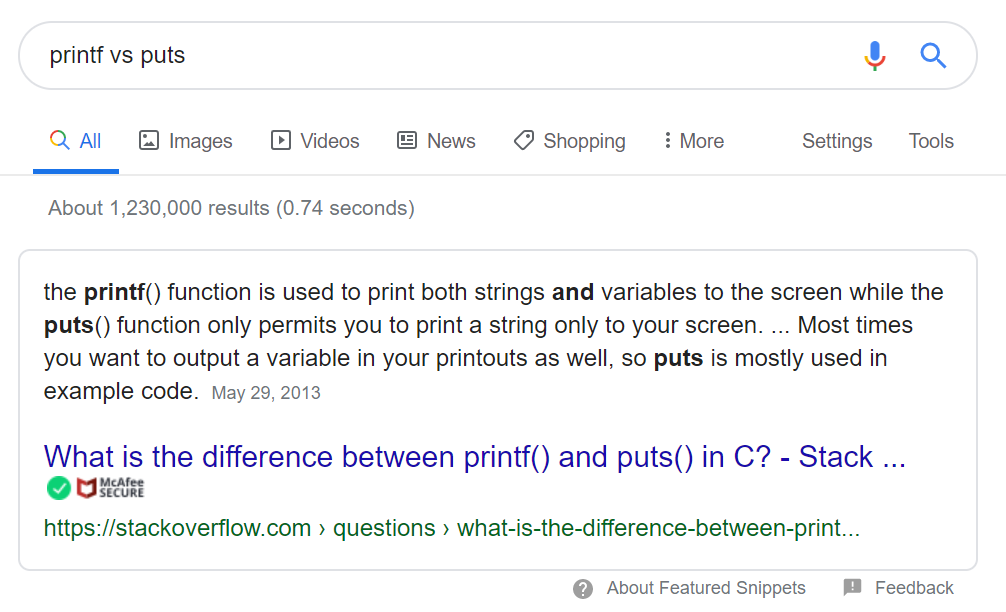 printf vs puts
All Images Videos News Shopping More Settings Tools
About 1,230,000 results (0.74 seconds)
the printf() function is used to print both strings and variables to the screen while the
puts() function only permits you to print a string only to your screen. ... Most times
you want to output a variable in your printouts as well, so puts is mostly used in
example code. May 29, 2013
What is the difference between printf() and puts() in C? - Stack ...
McAfee
SECURE
https://stackoverflow.com › questions › what-is-the-difference-between-print...
About Featured Snippets Feedback